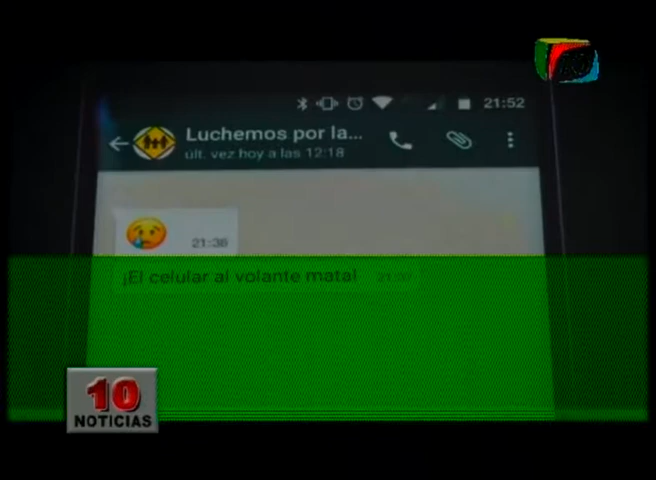 21:52
Luchemos por la...
últ. vez hoy a las 12:18
21:38
¡El celular al volante mata!
10
NOTICIAS